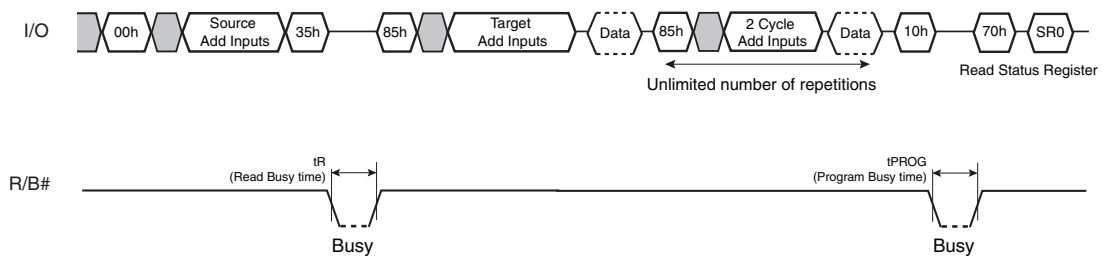 I/O
00h
Source
Add Inputs
35h
85h
Target
Add Inputs
Data
85h
2 Cycle
Add Inputs
Data
10h
70h
SR0
Unlimited number of repetitions
Read Status Register
R/B#
tR
(Read Busy time)
Busy
tPROG
(Program Busy time)
Busy